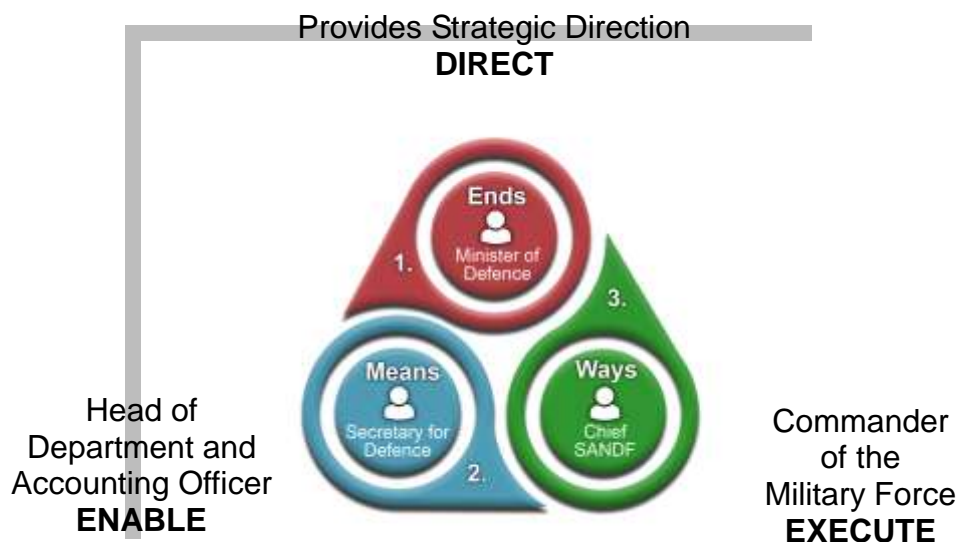 Provides Strategic Direction
DIRECT
Ends
Minister of
Defence
1.
3.
Means
Secretary for
Defence
2.
Ways
Chief
SANDF
Head of
Department and
Accounting Officer
ENABLE
Commander
of the
Military Force
EXECUTE